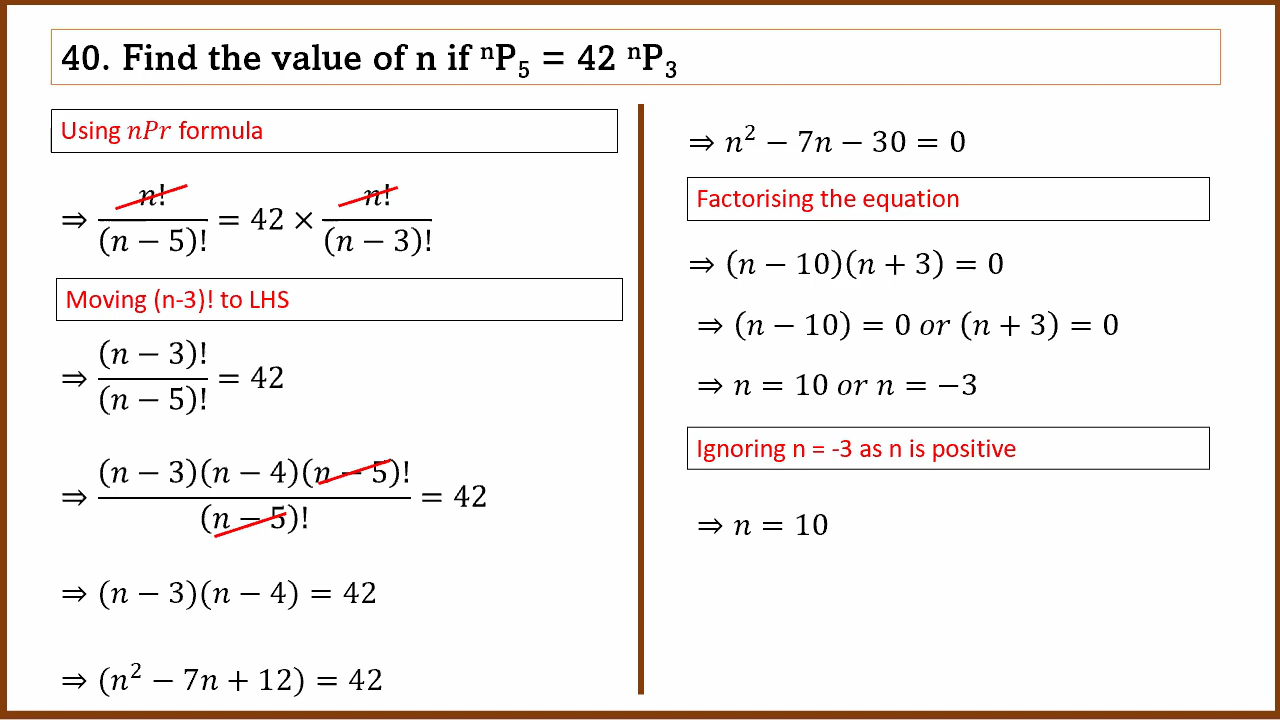 40. Find the value of n if ⁿP₅ = 42 ⁿP₃
Using nPr formula
⇒ n!/(n − 5)! = 42 × n!/(n − 3)!
Moving (n-3)! to LHS
⇒ (n − 3)!/(n − 5)! = 42
⇒ (n − 3)(n − 4)(n − 5)!/(n − 5)! = 42
⇒ (n − 3)(n − 4) = 42
⇒ (n² − 7n + 12) = 42
⇒ n² − 7n − 30 = 0
Factorising the equation
⇒ (n − 10)(n + 3) = 0
⇒ (n − 10) = 0 or (n + 3) = 0
⇒ n = 10 or n = −3
Ignoring n = -3 as n is positive
⇒ n = 10